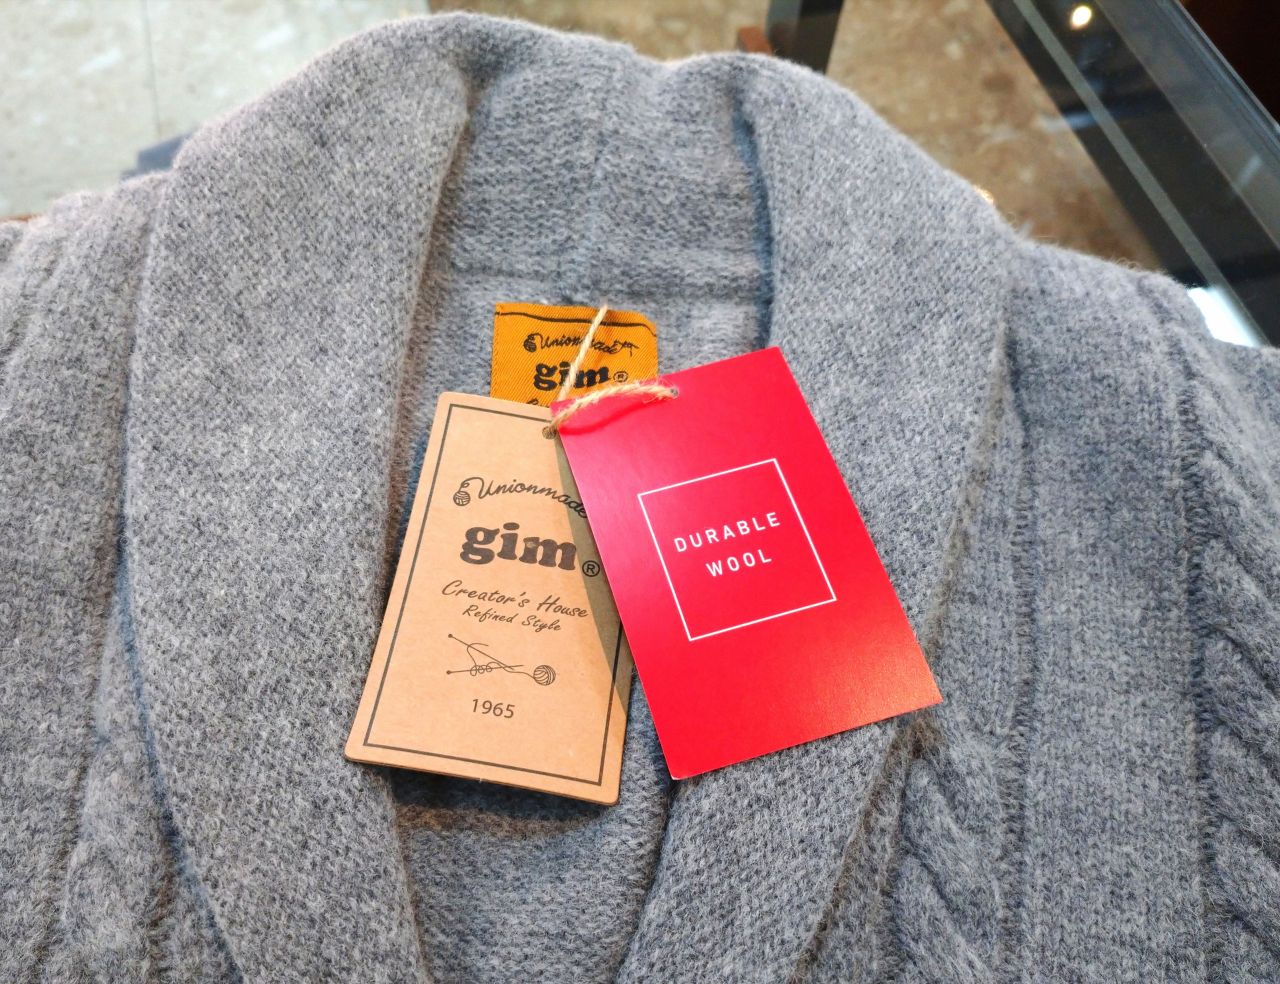 Unionmade
gim®
Unionmade
gim®
Creator's House
Refined Style
1965
DURABLE
WOOL